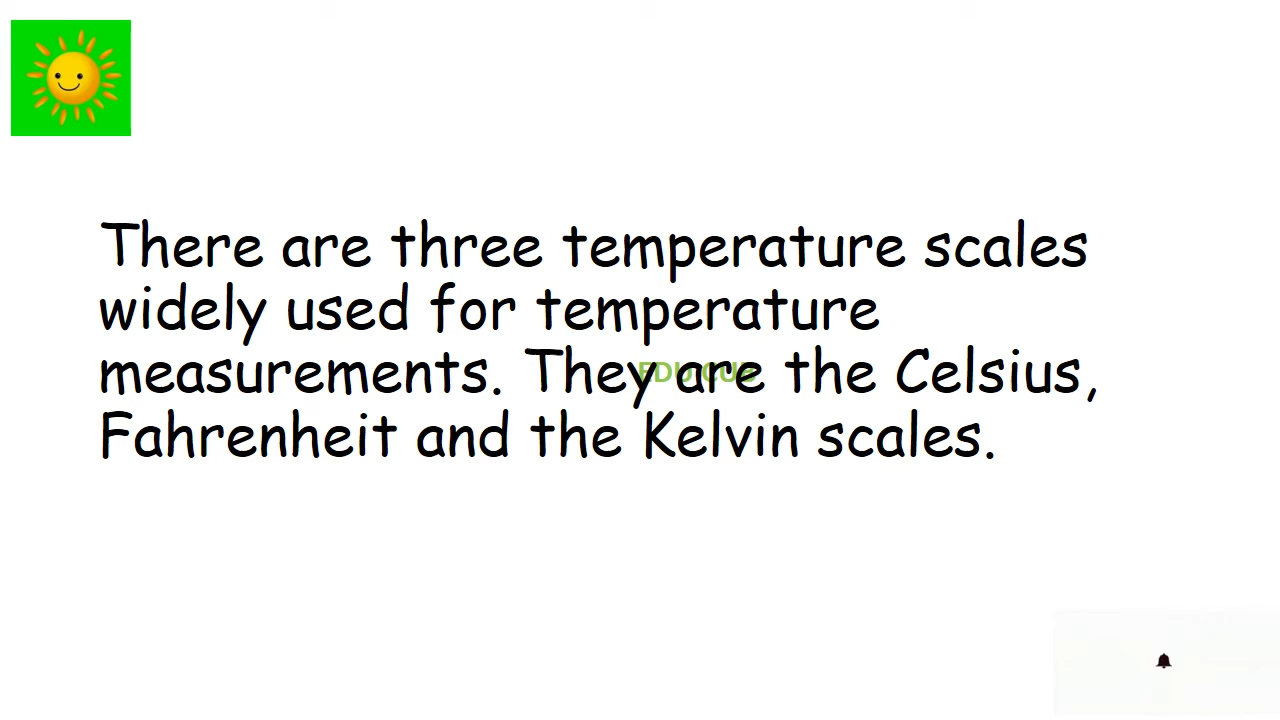 There are three temperature scales
widely used for temperature
measurements. They are the Celsius,
Fahrenheit and the Kelvin scales.